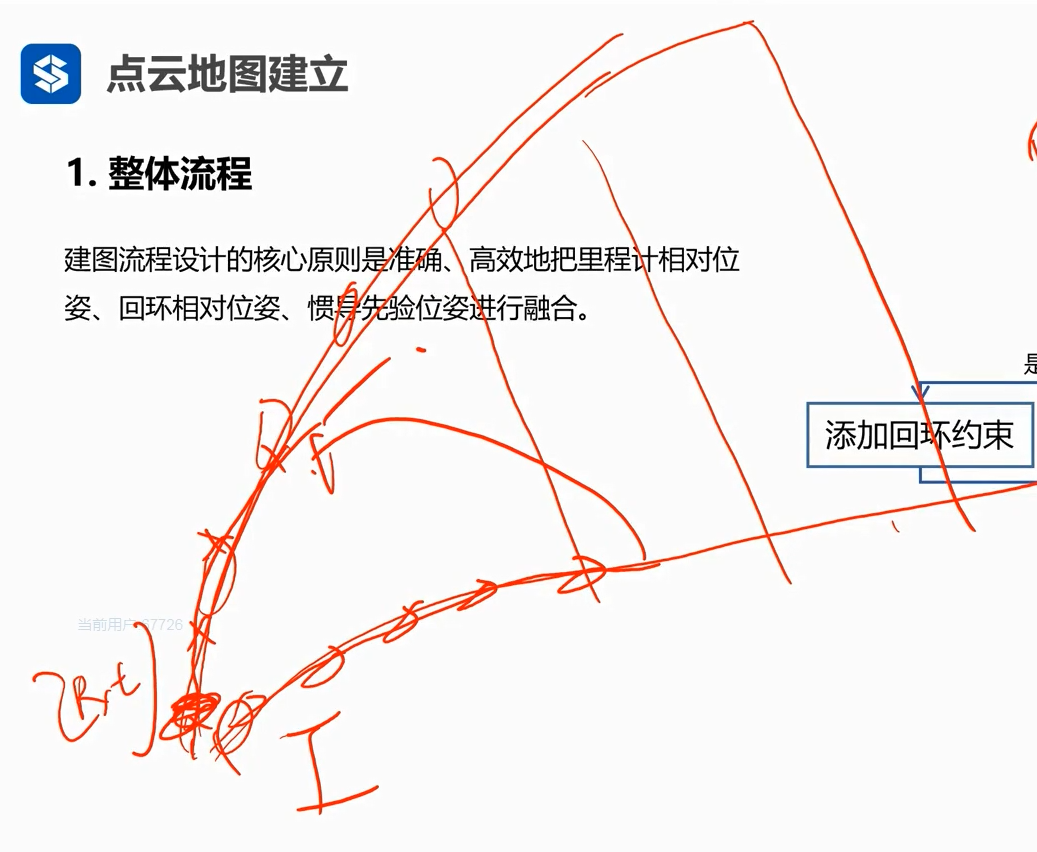 点云地图建立
1. 整体流程
建图流程设计的核心原则是准确、高效地把里程计相对位
姿、回环相对位姿、惯导先验位姿进行融合。
是
添加回环约束
当前用户:67726
[R,t]
I